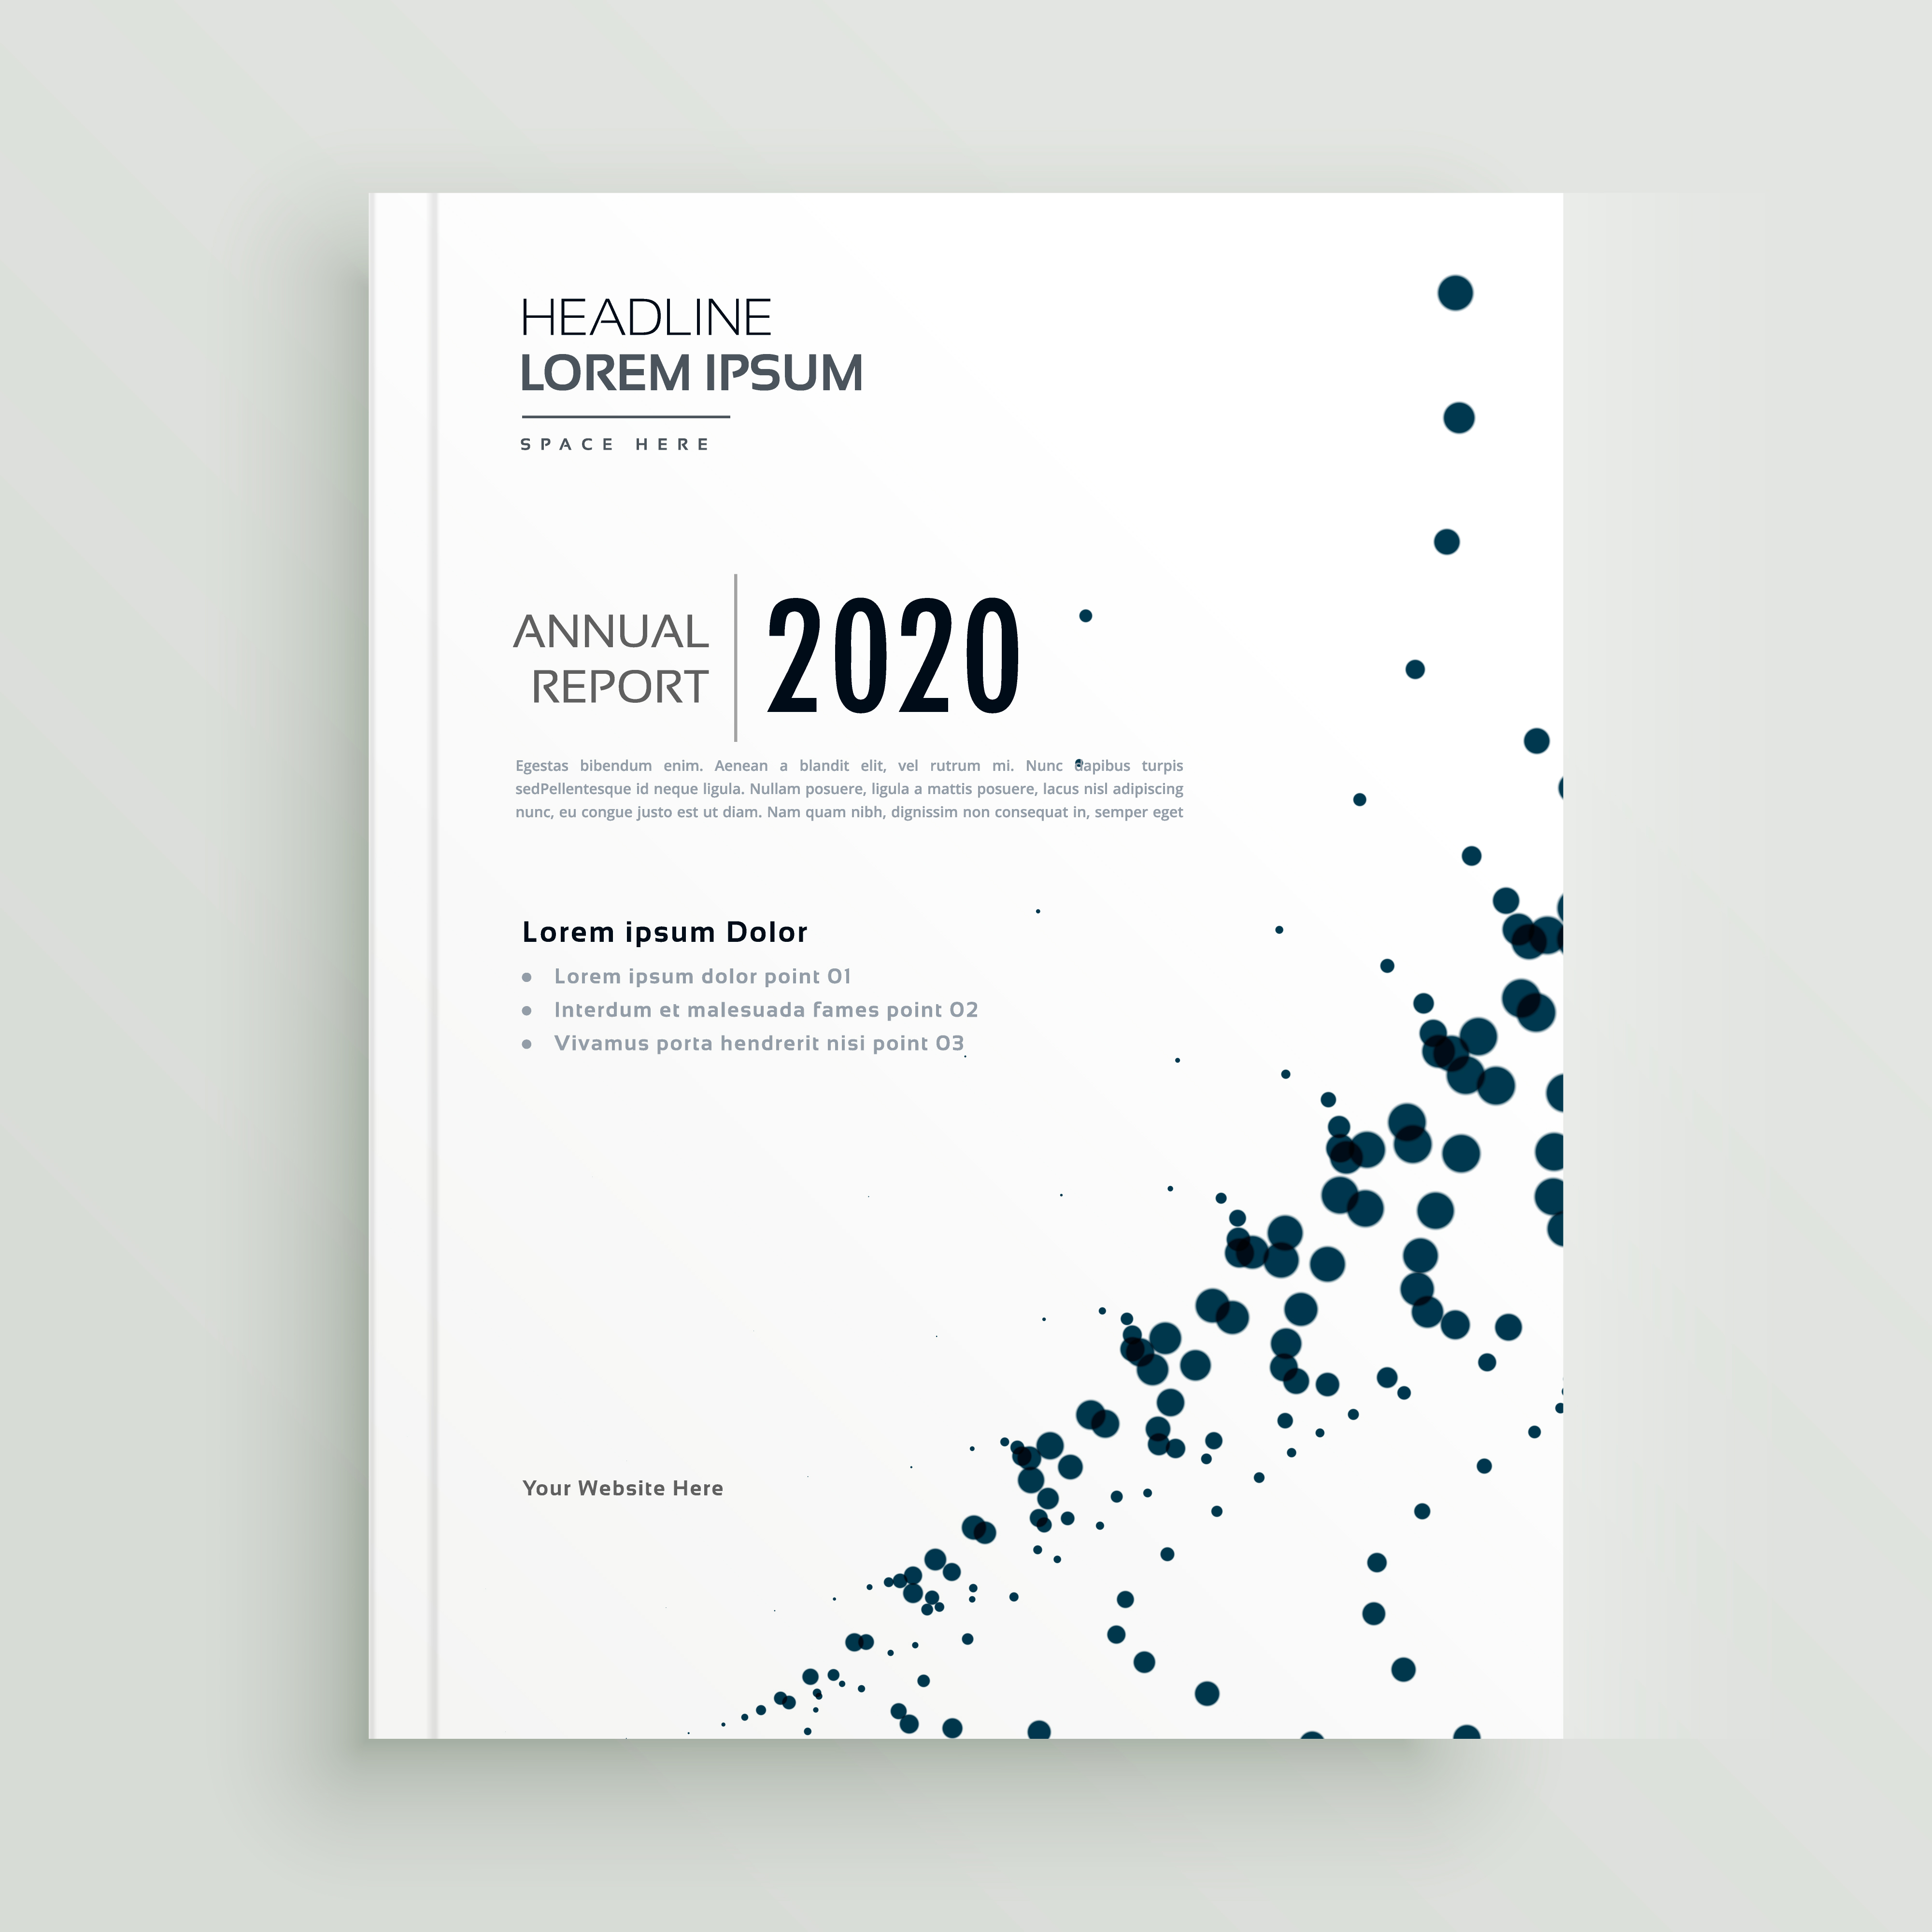 HEADLINE
LOREM IPSUM
SPACE HERE
ANNUAL
REPORT
2020
Egestas bibendum enim. Aenean a blandit elit, vel rutrum mi. Nunc dapibus turpis
sedPellentesque id neque ligula. Nullam posuere, ligula a mattis posuere, lacus nisl adipiscing
nunc, eu congue justo est ut diam. Nam quam nibh, dignissim non consequat in, semper eget
Lorem ipsum Dolor
• Lorem ipsum dolor point 01
• Interdum et malesuada fames point 02
• Vivamus porta hendrerit nisi point 03
Your Website Here